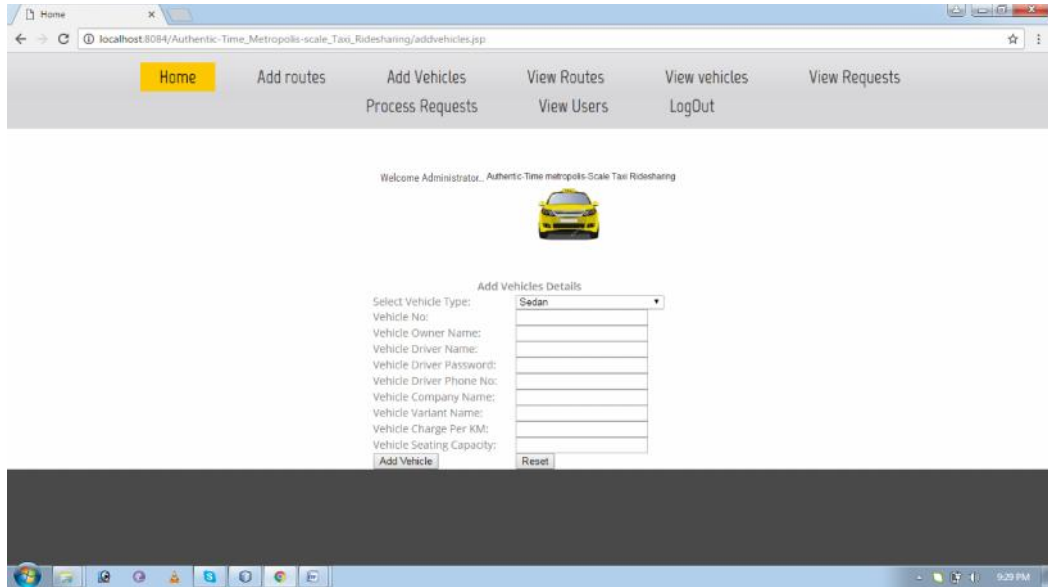 Home
localhost:8084/Authentic-Time_Metropolis-scale_Taxi_Ridesharing/addvehicles.jsp
Home Add routes Add Vehicles View Routes View vehicles View Requests
Process Requests View Users LogOut
Welcome Administrator... Authentic-Time metropolis-Scale Taxi Ridesharing
Add Vehicles Details
Select Vehicle Type: Sedan
Vehicle No:
Vehicle Owner Name:
Vehicle Driver Name:
Vehicle Driver Password:
Vehicle Driver Phone No:
Vehicle Company Name:
Vehicle Variant Name:
Vehicle Charge Per KM:
Vehicle Seating Capacity:
Add Vehicle Reset
9:29 PM